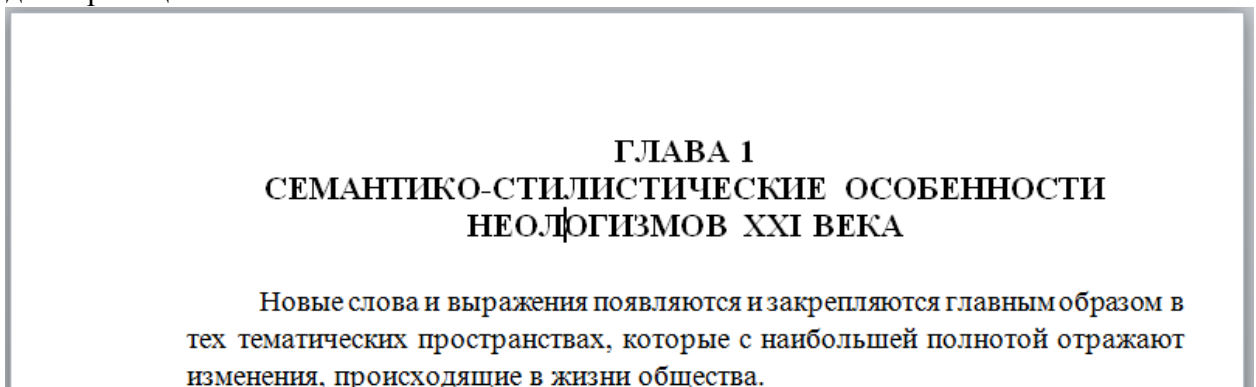 ГЛАВА 1
СЕМАНТИКО-СТИЛИСТИЧЕСКИЕ ОСОБЕННОСТИ
НЕОЛОГИЗМОВ XXI ВЕКА
Новые слова и выражения появляются и закрепляются главным образом в
тех тематических пространствах, которые с наибольшей полнотой отражают
изменения, происходящие в жизни общества.